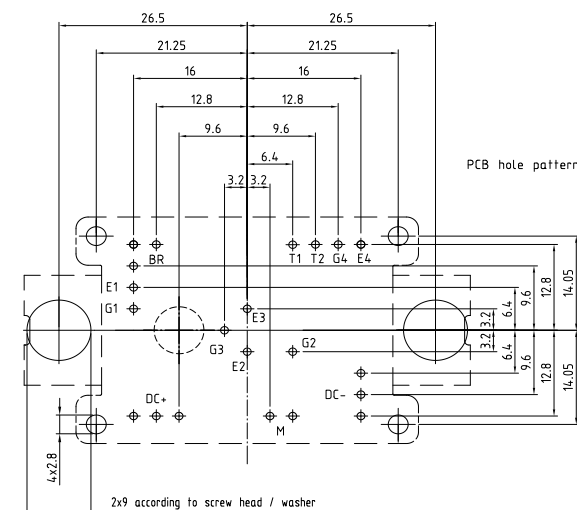 26.5 26.5
21.25 21.25
16 16
12.8 12.8
9.6 9.6
6.4
3.2 3.2
PCB hole pattern
BR T1 T2 G4 E4
E1
G1
E3
G3 G2
E2
3.2 6.4 9.6 12.8 14.05
3.2 6.4 9.6 12.8 14.05
DC+ DC-
M
4x2.8
2x9 according to screw head / washer